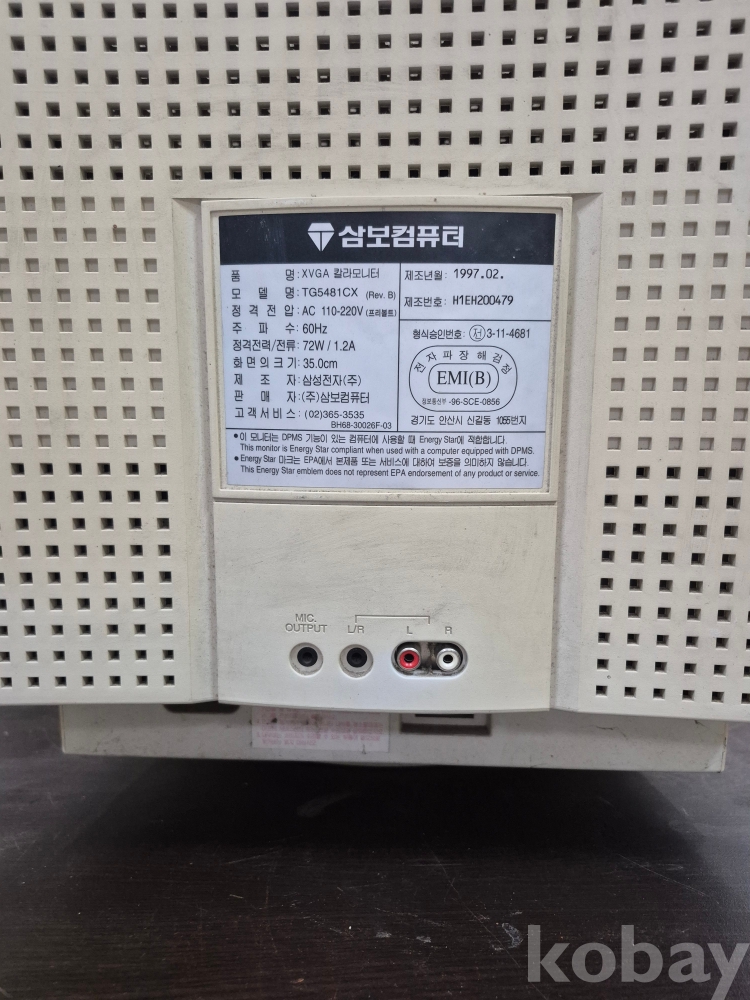 삼보컴퓨터
품 명: XVGA 칼라모니터
모 델 명: TG5481CX (Rev. B)
정 격 전 압: AC 110-220V (프리볼트)
주 파 수: 60Hz
정격전력/전류: 72W / 1.2A
화면의크기: 35.0cm
제 조 자: 삼성전자(주)
판 매 자: (주)삼보컴퓨터
고객서비스: (02)365-3535
BH68-30026F-03
제조년월: 1997.02.
제조번호: H1EH200479
형식승인번호: 전 3-11-4681
전자파장해검정
EMI(B)
정보통신부 -96-SCE-0856
경기도 안산시 신길동 1055번지
• 이 모니터는 DPMS 기능이 있는 컴퓨터에 사용할 때 Energy Star에 적합합니다.
This monitor is Energy Star compliant when used with a computer equipped with DPMS.
• Energy Star 마크는 EPA에서 본제품 또는 서비스에 대하여 보증을 의미하지 않습니다.
This Energy Star emblem does not represent EPA endorsement of any product or service.
MIC.
OUTPUT L/R L R
kobay